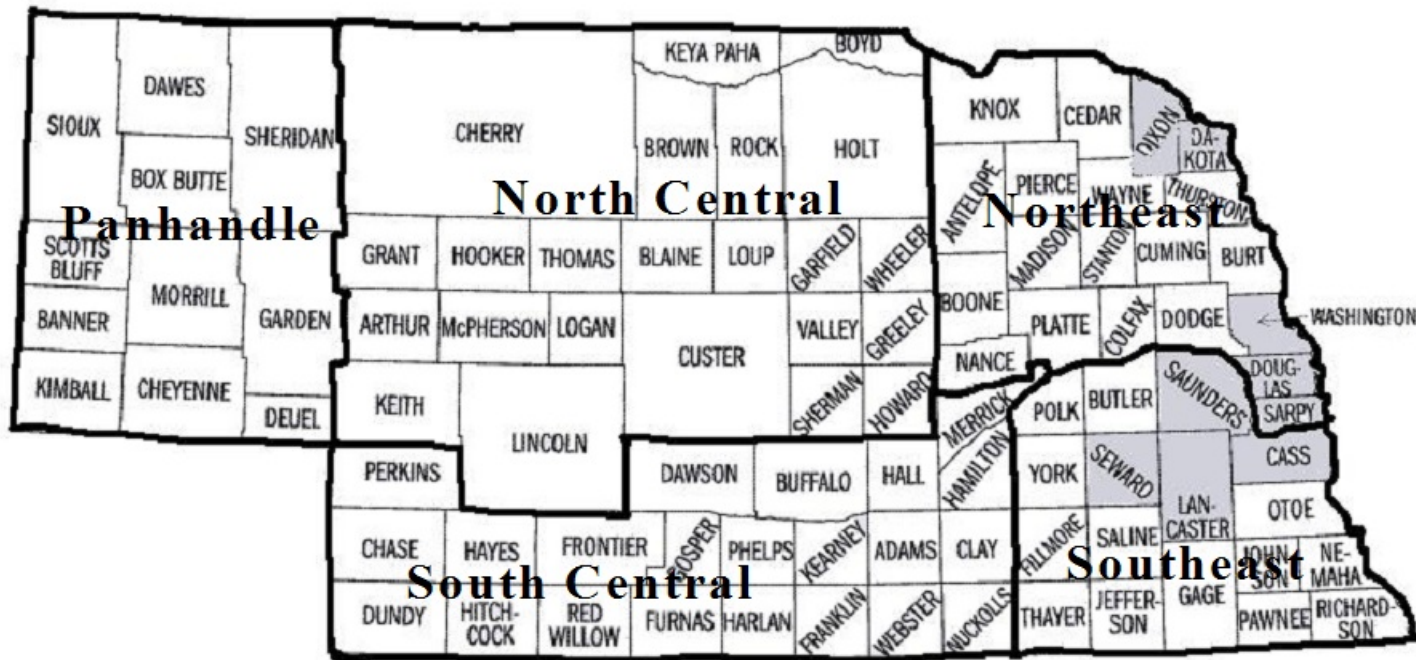 KEYA PAHA
BOYD
DAWES
SIOUX
SHERIDAN
BOX BUTTE
SCOTTS
BLUFF
MORRILL
BANNER
GARDEN
KIMBALL
CHEYENNE
DEUEL
Panhandle
CHERRY
BROWN
ROCK
HOLT
North Central
GRANT
HOOKER
THOMAS
BLAINE
LOUP
GARFIELD
WHEELER
ARTHUR
McPHERSON
LOGAN
CUSTER
VALLEY
GREELEY
KEITH
LINCOLN
SHERMAN
HOWARD
KNOX
CEDAR
DIXON
DA-
KOTA
ANTELOPE
PIERCE
WAYNE
THURSTON
Northeast
MADISON
STANTON
CUMING
BURT
BOONE
PLATTE
COLFAX
DODGE
WASHINGTON
NANCE
DOUG-
LAS
SARPY
PERKINS
DAWSON
BUFFALO
HALL
MERRICK
HAMILTON
CHASE
HAYES
FRONTIER
GOSPER
PHELPS
KEARNEY
ADAMS
CLAY
South Central
DUNDY
HITCH-
COCK
RED
WILLOW
FURNAS
HARLAN
FRANKLIN
WEBSTER
NUCKOLLS
POLK
BUTLER
SAUNDERS
YORK
SEWARD
LAN-
CASTER
CASS
OTOE
FILLMORE
SALINE
Southeast
JOHN
SON
NE-
MAHA
THAYER
JEFFER-
SON
GAGE
PAWNEE
RICHARD-
SON